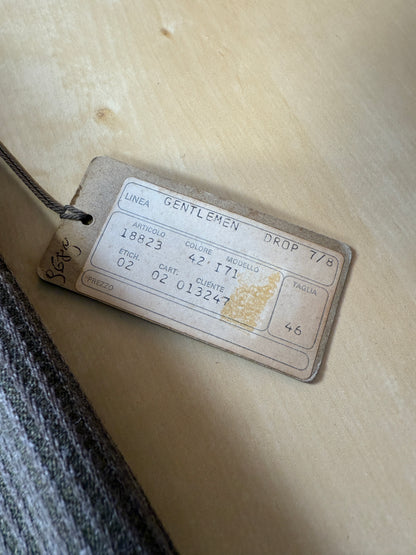 LINEA GENTLEMEN DROP 7/8
ARTICOLO COLORE MODELLO TAGLIA
18823 42'I71 46
ETICH. CART. CLIENTE
02 02 013247
PREZZO